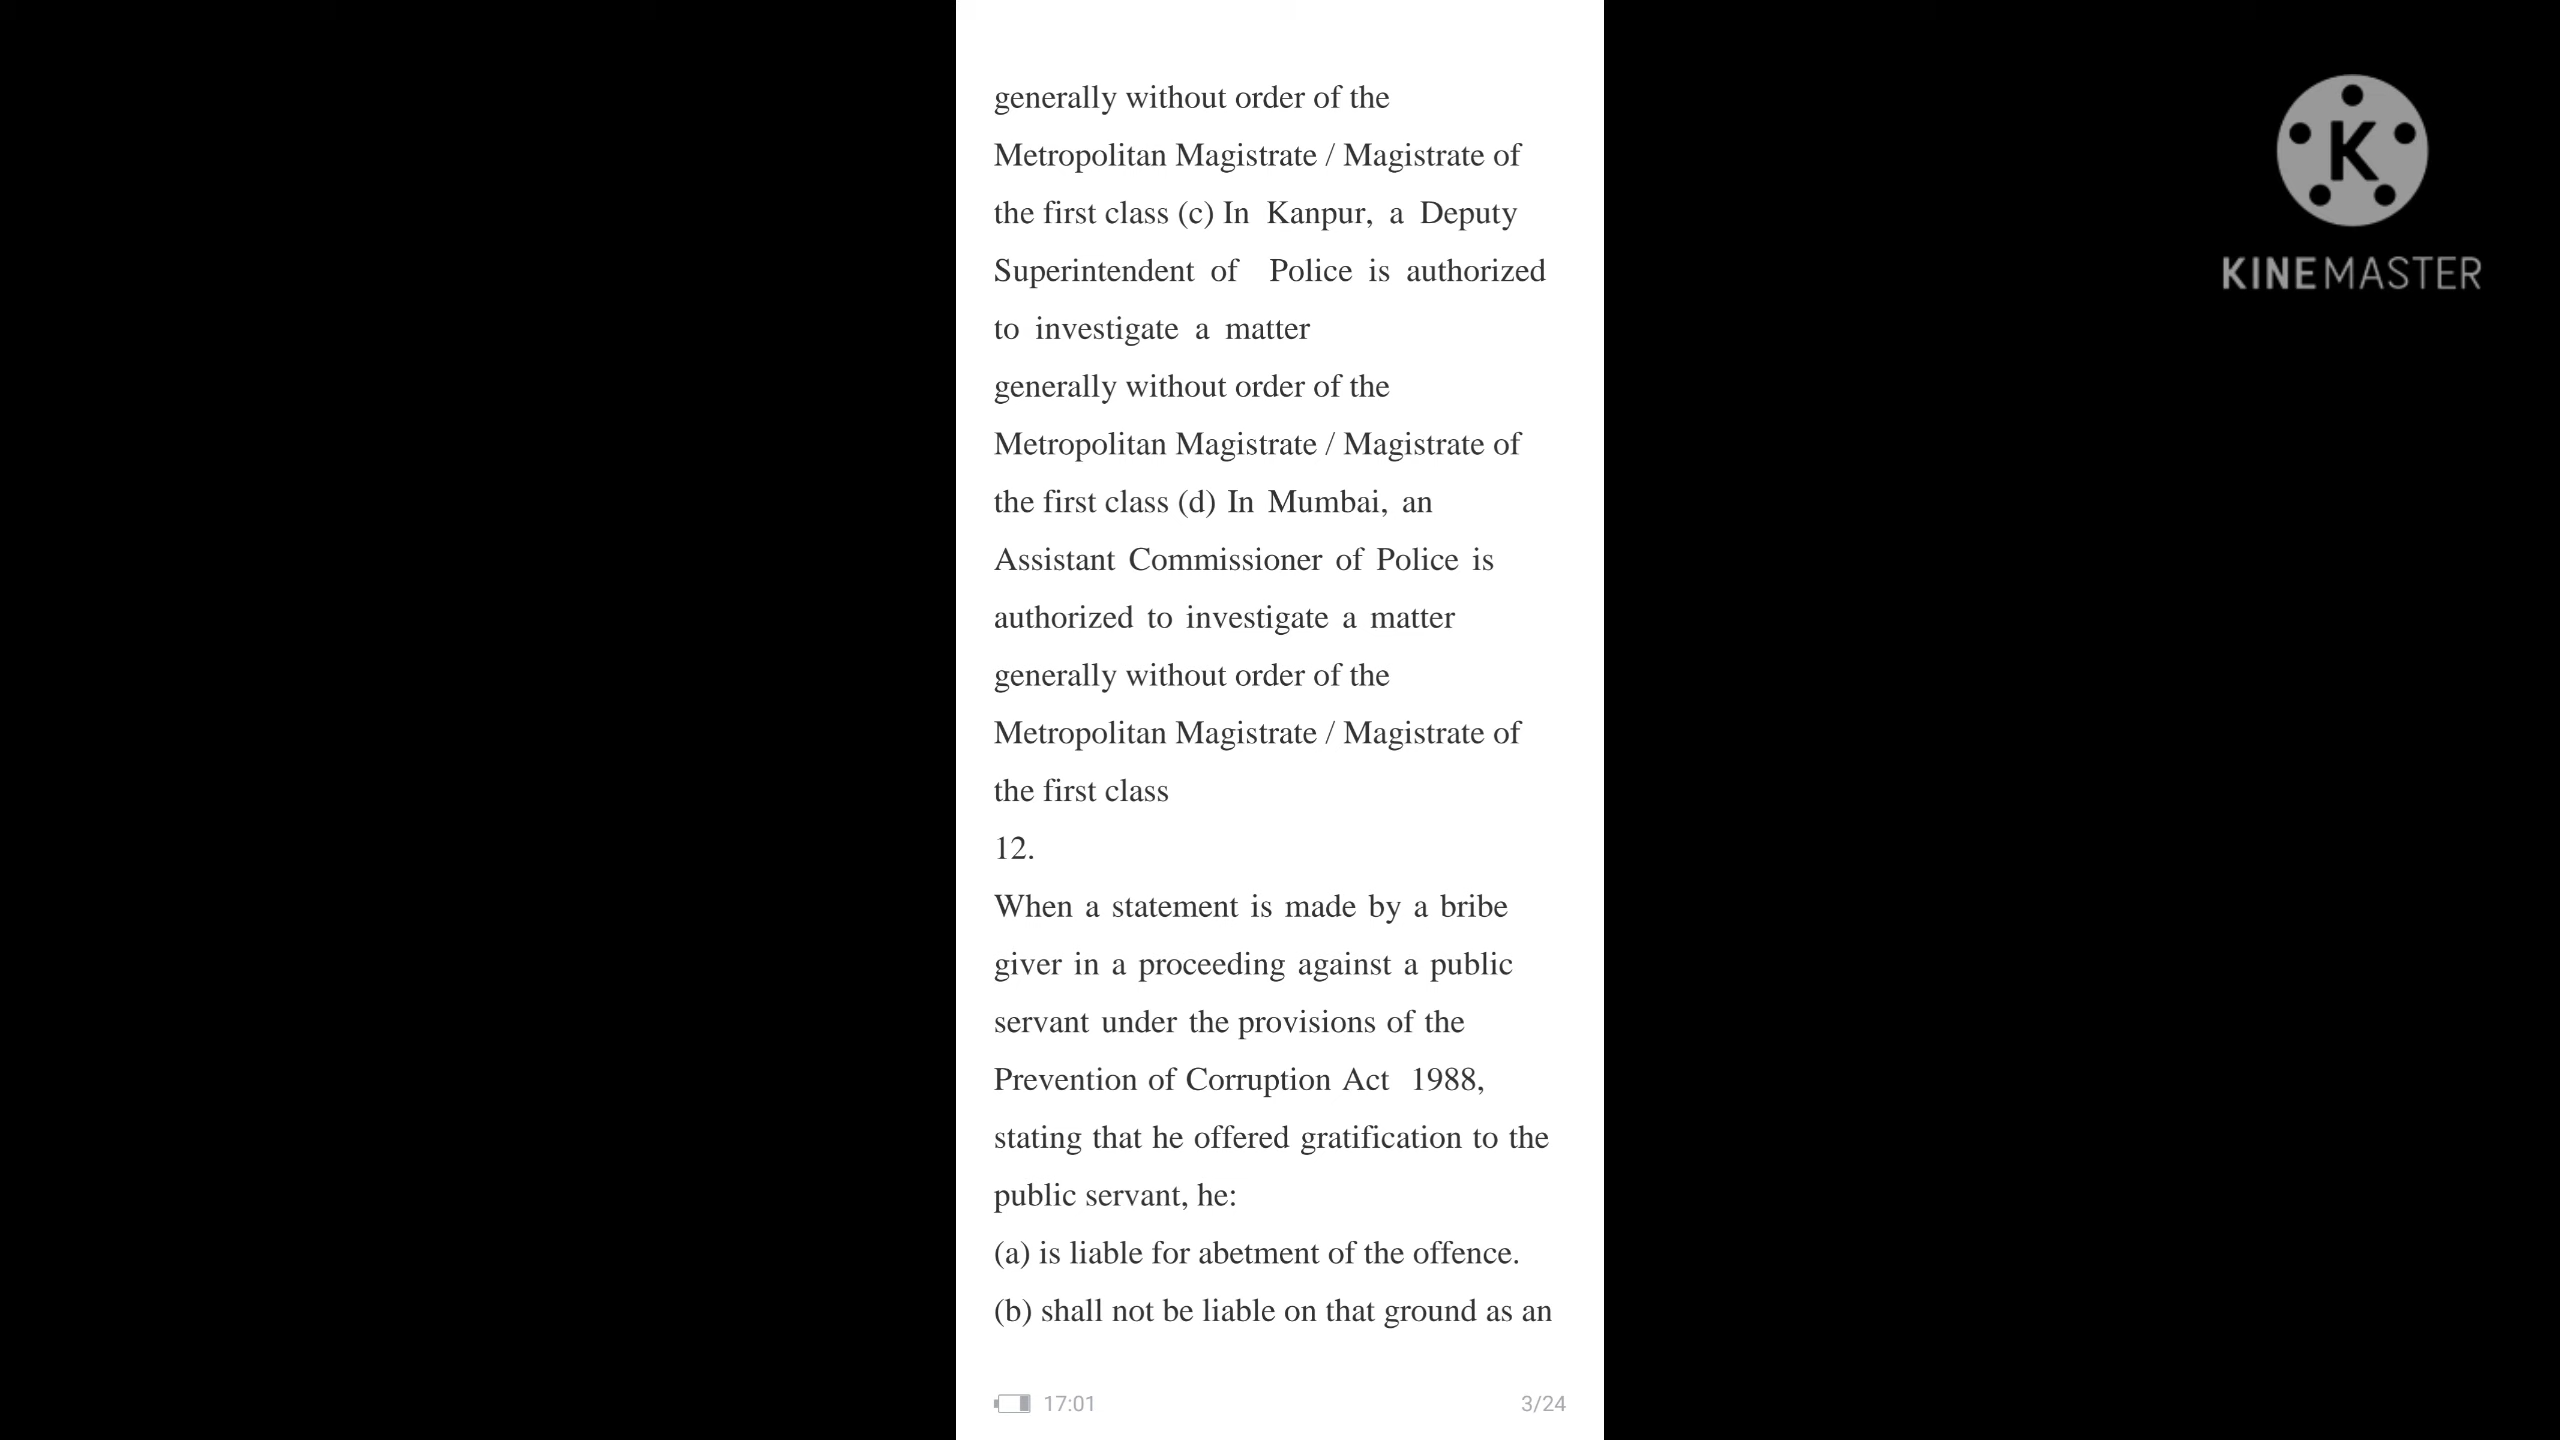 generally without order of the
Metropolitan Magistrate / Magistrate of
the first class (c) In Kanpur, a Deputy
Superintendent of Police is authorized
to investigate a matter
generally without order of the
Metropolitan Magistrate / Magistrate of
the first class (d) In Mumbai, an
Assistant Commissioner of Police is
authorized to investigate a matter
generally without order of the
Metropolitan Magistrate / Magistrate of
the first class
12.
When a statement is made by a bribe
giver in a proceeding against a public
servant under the provisions of the
Prevention of Corruption Act 1988,
stating that he offered gratification to the
public servant, he:
(a) is liable for abetment of the offence.
(b) shall not be liable on that ground as an
17:01
3/24
K
KINEMASTER